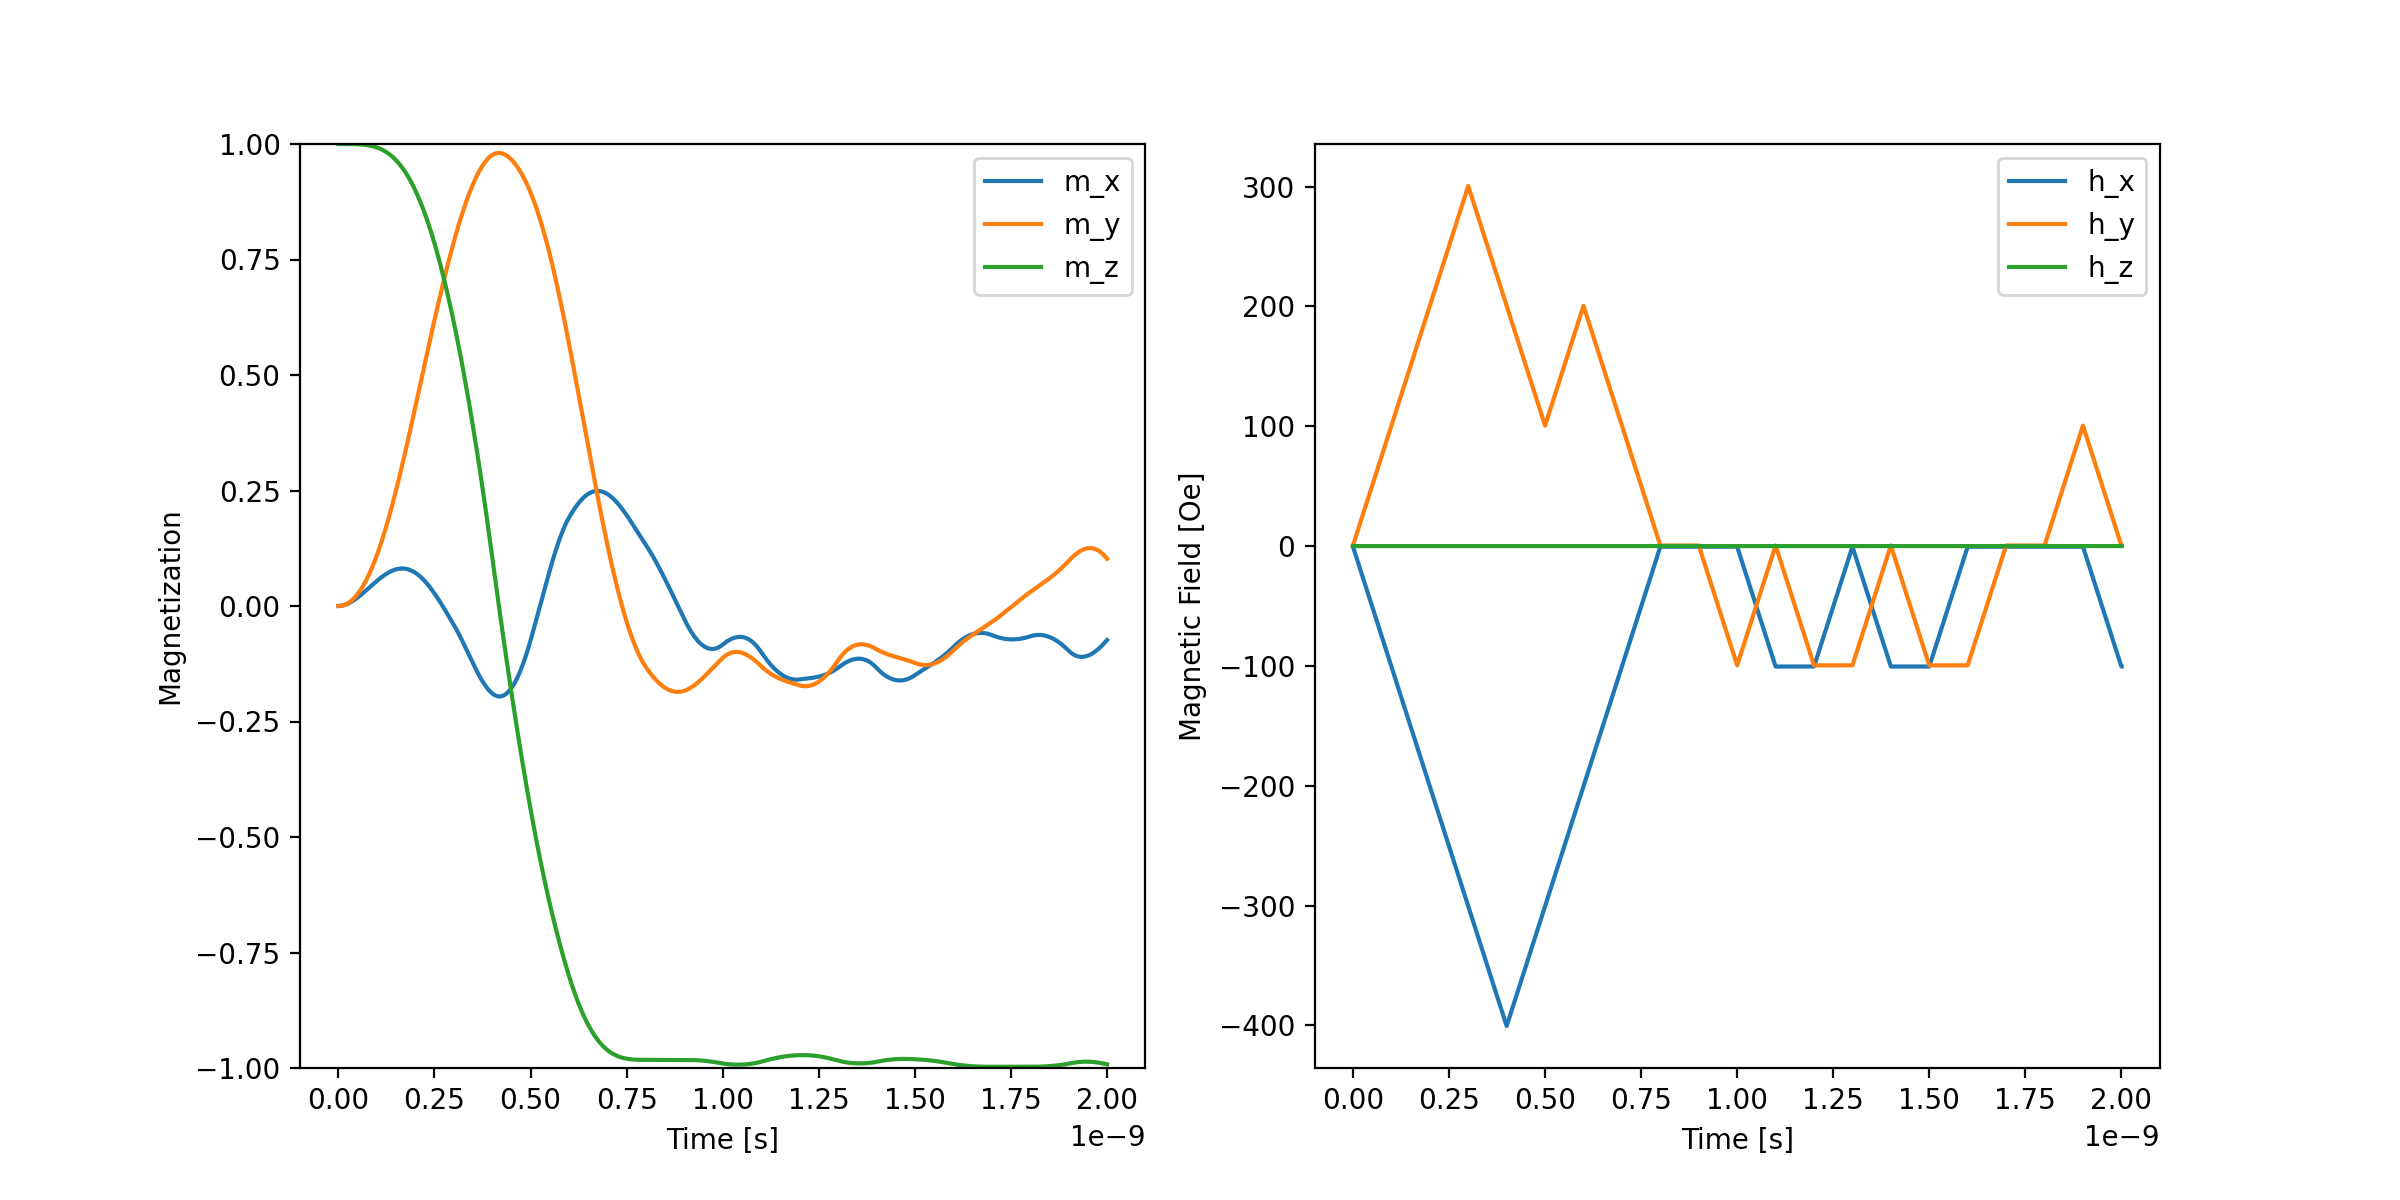 1.00
0.75
0.50
0.25
0.00
−0.25
−0.50
−0.75
−1.00
Magnetization
0.00 0.25 0.50 0.75 1.00 1.25 1.50 1.75 2.00
Time [s]
1e−9
m_x
m_y
m_z
300
200
100
0
−100
−200
−300
−400
Magnetic Field [Oe]
0.00 0.25 0.50 0.75 1.00 1.25 1.50 1.75 2.00
Time [s]
1e−9
h_x
h_y
h_z